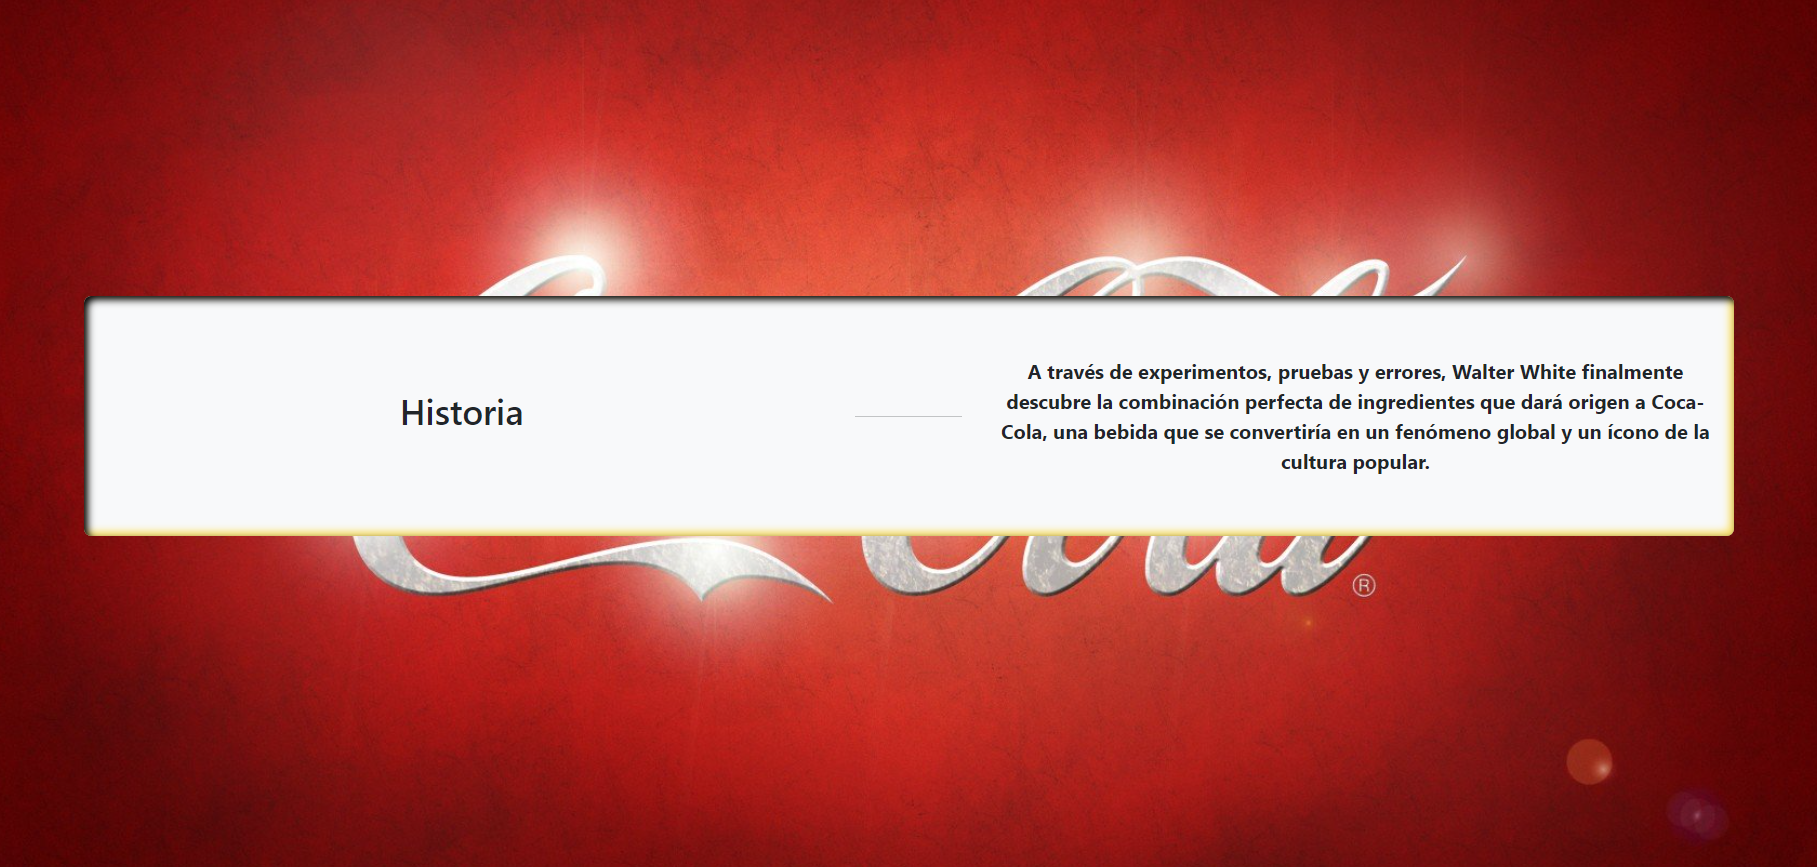 Historia
A través de experimentos, pruebas y errores, Walter White finalmente
descubre la combinación perfecta de ingredientes que dará origen a Coca-
Cola, una bebida que se convertiría en un fenómeno global y un ícono de la
cultura popular.
®